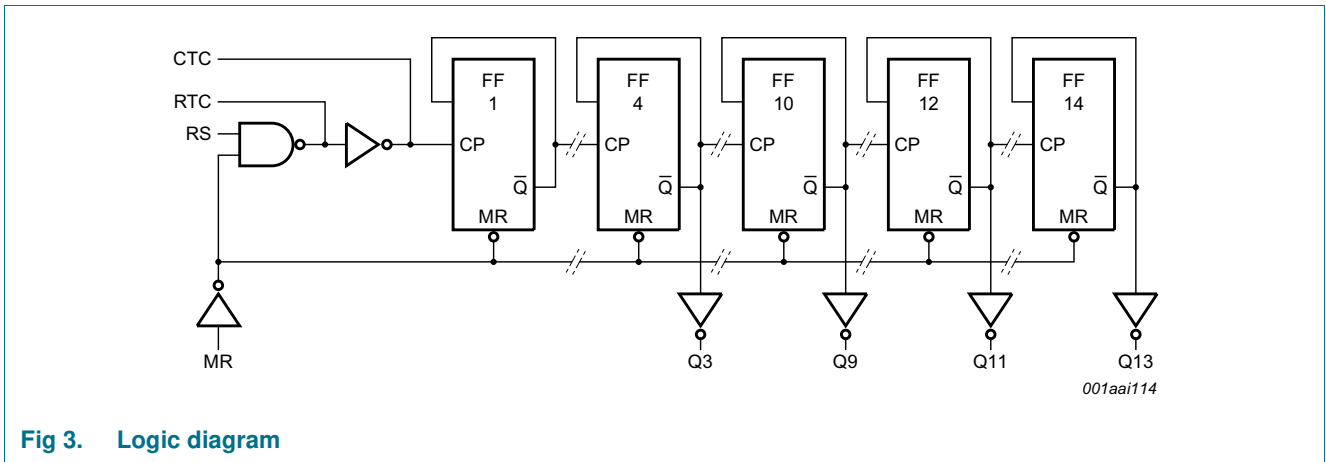 CTC
RTC
RS
FF
1
CP
Q
MR
FF
4
CP
Q
MR
FF
10
CP
Q
MR
FF
12
CP
Q
MR
FF
14
CP
Q
MR
MR
Q3
Q9
Q11
Q13
001aai114
Fig 3. Logic diagram